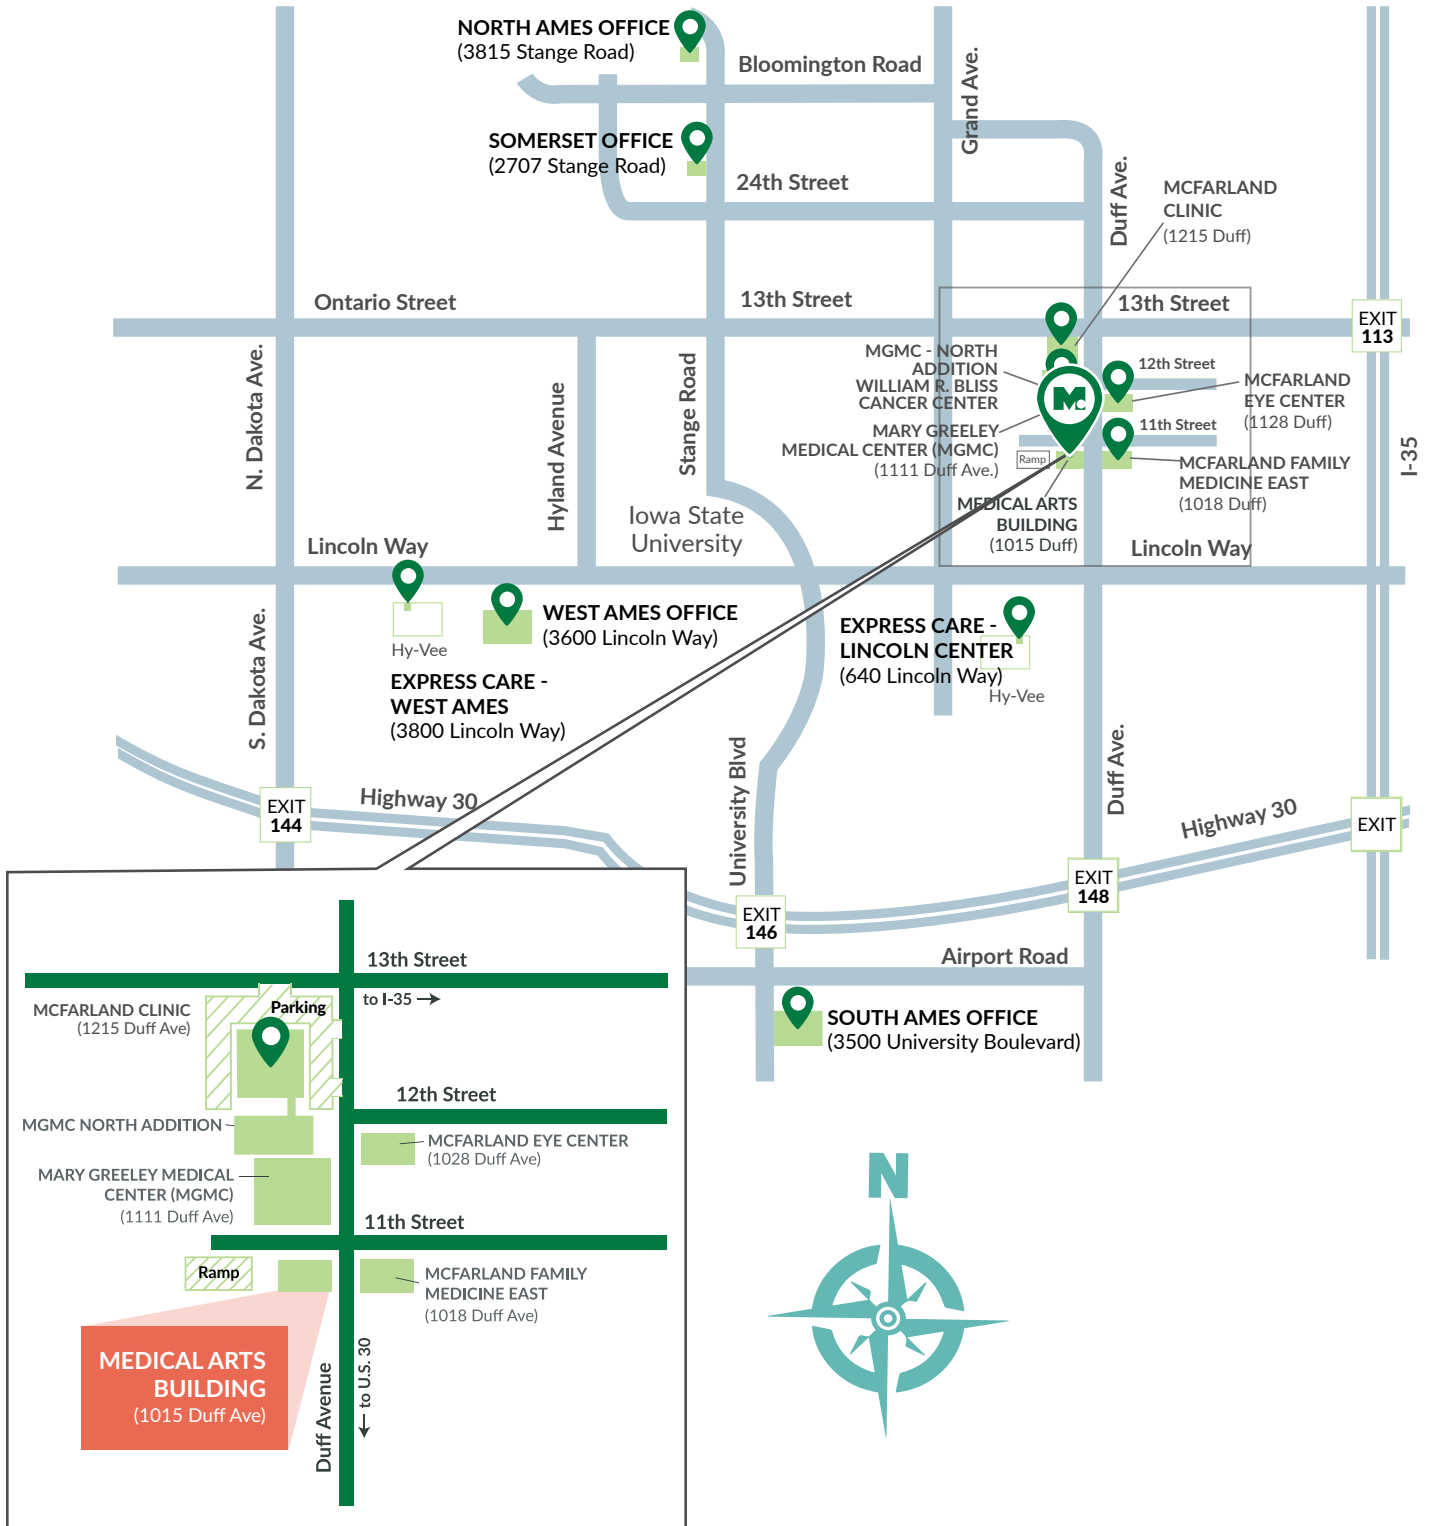 NORTH AMES OFFICE
(3815 Stange Road)
Bloomington Road
Grand Ave.
SOMERSET OFFICE
(2707 Stange Road)
24th Street
Duff Ave.
MCFARLAND
CLINIC
(1215 Duff)
Ontario Street
13th Street
13th Street
EXIT
113
N. Dakota Ave.
Hyland Avenue
Stange Road
MGMC - NORTH
ADDITION
WILLIAM R. BLISS
CANCER CENTER
12th Street
MCFARLAND
EYE CENTER
(1128 Duff)
Mc
MARY GREELEY
MEDICAL CENTER (MGMC)
(1111 Duff Ave.)
11th Street
Ramp
MCFARLAND FAMILY
MEDICINE EAST
(1018 Duff)
I-35
MEDICAL ARTS
BUILDING
(1015 Duff)
Iowa State
University
Lincoln Way
Lincoln Way
S. Dakota Ave.
Hy-Vee
WEST AMES OFFICE
(3600 Lincoln Way)
EXPRESS CARE -
WEST AMES
(3800 Lincoln Way)
EXPRESS CARE -
LINCOLN CENTER
(640 Lincoln Way)
Hy-Vee
University Blvd
Duff Ave.
EXIT
144
Highway 30
Highway 30
EXIT
EXIT
148
EXIT
146
Airport Road
SOUTH AMES OFFICE
(3500 University Boulevard)
13th Street
to I-35
MCFARLAND CLINIC
(1215 Duff Ave)
Parking
12th Street
MGMC NORTH ADDITION
MCFARLAND EYE CENTER
(1028 Duff Ave)
MARY GREELEY MEDICAL
CENTER (MGMC)
(1111 Duff Ave)
11th Street
Ramp
MCFARLAND FAMILY
MEDICINE EAST
(1018 Duff Ave)
MEDICAL ARTS
BUILDING
(1015 Duff Ave)
Duff Avenue
to U.S. 30
N